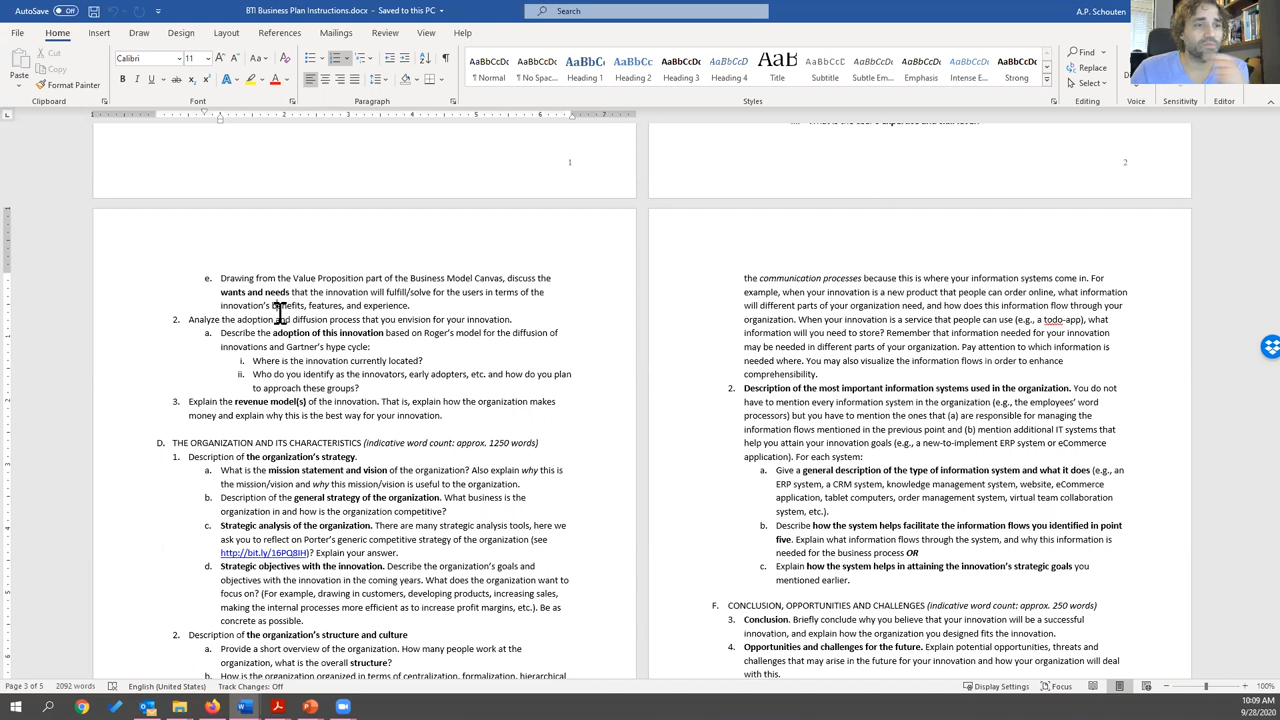 AutoSave
Off
BTI Business Plan Instructions.docx - Saved to this PC
Search
A.P. Schouten
File
Home
Insert
Draw
Design
Layout
References
Mailings
Review
View
Paste
Cut
Copy
Format Painter
Clipboard
Calibri
11
Font
Paragraph
AaBbCcDc
¶ Normal
AaBbCcDc
¶ No Spac...
AaBbCc
Heading 1
AaBbCcD
Heading 2
AaBbCcD
Heading 3
AaBbCcD
Heading 4
AaB
Title
AaBbCcD
Subtitle
AaBbCcDc
Subtle Em...
AaBbCcDc
Emphasis
AaBbCcDc
Intense E...
AaBbCcDc
Strong
Styles
Find
Replace
Select
Editing
Voice
Sensitivity
Editor
1
2
e. Drawing from the Value Proposition part of the Business Model Canvas, discuss the
wants and needs that the innovation will fulfill/solve for the users in terms of the
innovation's benefits, features, and experience.
2. Analyze the adoption and diffusion process that you envision for your innovation.
a. Describe the adoption of this innovation based on Roger's model for the diffusion of
innovations and Gartner's hype cycle:
i. Where is the innovation currently located?
ii. Who do you identify as the innovators, early adopters, etc. and how do you plan
to approach these groups?
3. Explain the revenue model(s) of the innovation. That is, explain how the organization makes
money and explain why this is the best way for your innovation.
D. THE ORGANIZATION AND ITS CHARACTERISTICS (indicative word count: approx. 1250 words)
1. Description of the organization's strategy.
a. What is the mission statement and vision of the organization? Also explain why this is
the mission/vision and why this mission/vision is useful to the organization.
b. Description of the general strategy of the organization. What business is the
organization in and how is the organization competitive?
c. Strategic analysis of the organization. There are many strategic analysis tools, here we
ask you to reflect on Porter's generic competitive strategy of the organization (see
http://bit.ly/16PQ8IH)? Explain your answer.
d. Strategic objectives with the innovation. Describe the organization's goals and
objectives with the innovation in the coming years. What does the organization want to
focus on? (For example, drawing in customers, developing products, increasing sales,
making the internal processes more efficient as to increase profit margins, etc.). Be as
concrete as possible.
2. Description of the organization's structure and culture
a. Provide a short overview of the organization. How many people work at the
organization, what is the overall structure?
b. How is the organization organized in terms of centralization, formalization, hierarchical
the communication processes because this is where your information systems come in. For
example, when your innovation is a new product that people can order online, what information
will different parts of your organization need, and how does this information flow through your
organization. When your innovation is a service that people can use (e.g., a todo-app), what
information will you need to store? Remember that information needed for your innovation
may be needed in different parts of your organization. Pay attention to which information is
needed where. You may also visualize the information flows in order to enhance
comprehensibility.
2. Description of the most important information systems used in the organization. You do not
have to mention every information system in the organization (e.g., the employees' word
processors) but you have to mention the ones that (a) are responsible for managing the
information flows mentioned in the previous point and (b) mention additional IT systems that
help you attain your innovation goals (e.g., a new-to-implement ERP system or eCommerce
application). For each system:
a. Give a general description of the type of information system and what it does (e.g., an
ERP system, a CRM system, knowledge management system, website, eCommerce
application, tablet computers, order management system, virtual team collaboration
system, etc.).
b. Describe how the system helps facilitate the information flows you identified in point
five. Explain what information flows through the system, and why this information is
needed for the business process OR
c. Explain how the system helps in attaining the innovation's strategic goals you
mentioned earlier.
F. CONCLUSION, OPPORTUNITIES AND CHALLENGES (indicative word count: approx. 250 words)
3. Conclusion. Briefly conclude why you believe that your innovation will be a successful
innovation, and explain how the organization you designed fits the innovation.
4. Opportunities and challenges for the future. Explain potential opportunities, threats and
challenges that may arise in the future for your innovation and how your organization will deal
with this.
Page 3 of 5
2092 words
English (United States)
Track Changes: Off
Display Settings
Focus
100%
10:09 AM
9/28/2020